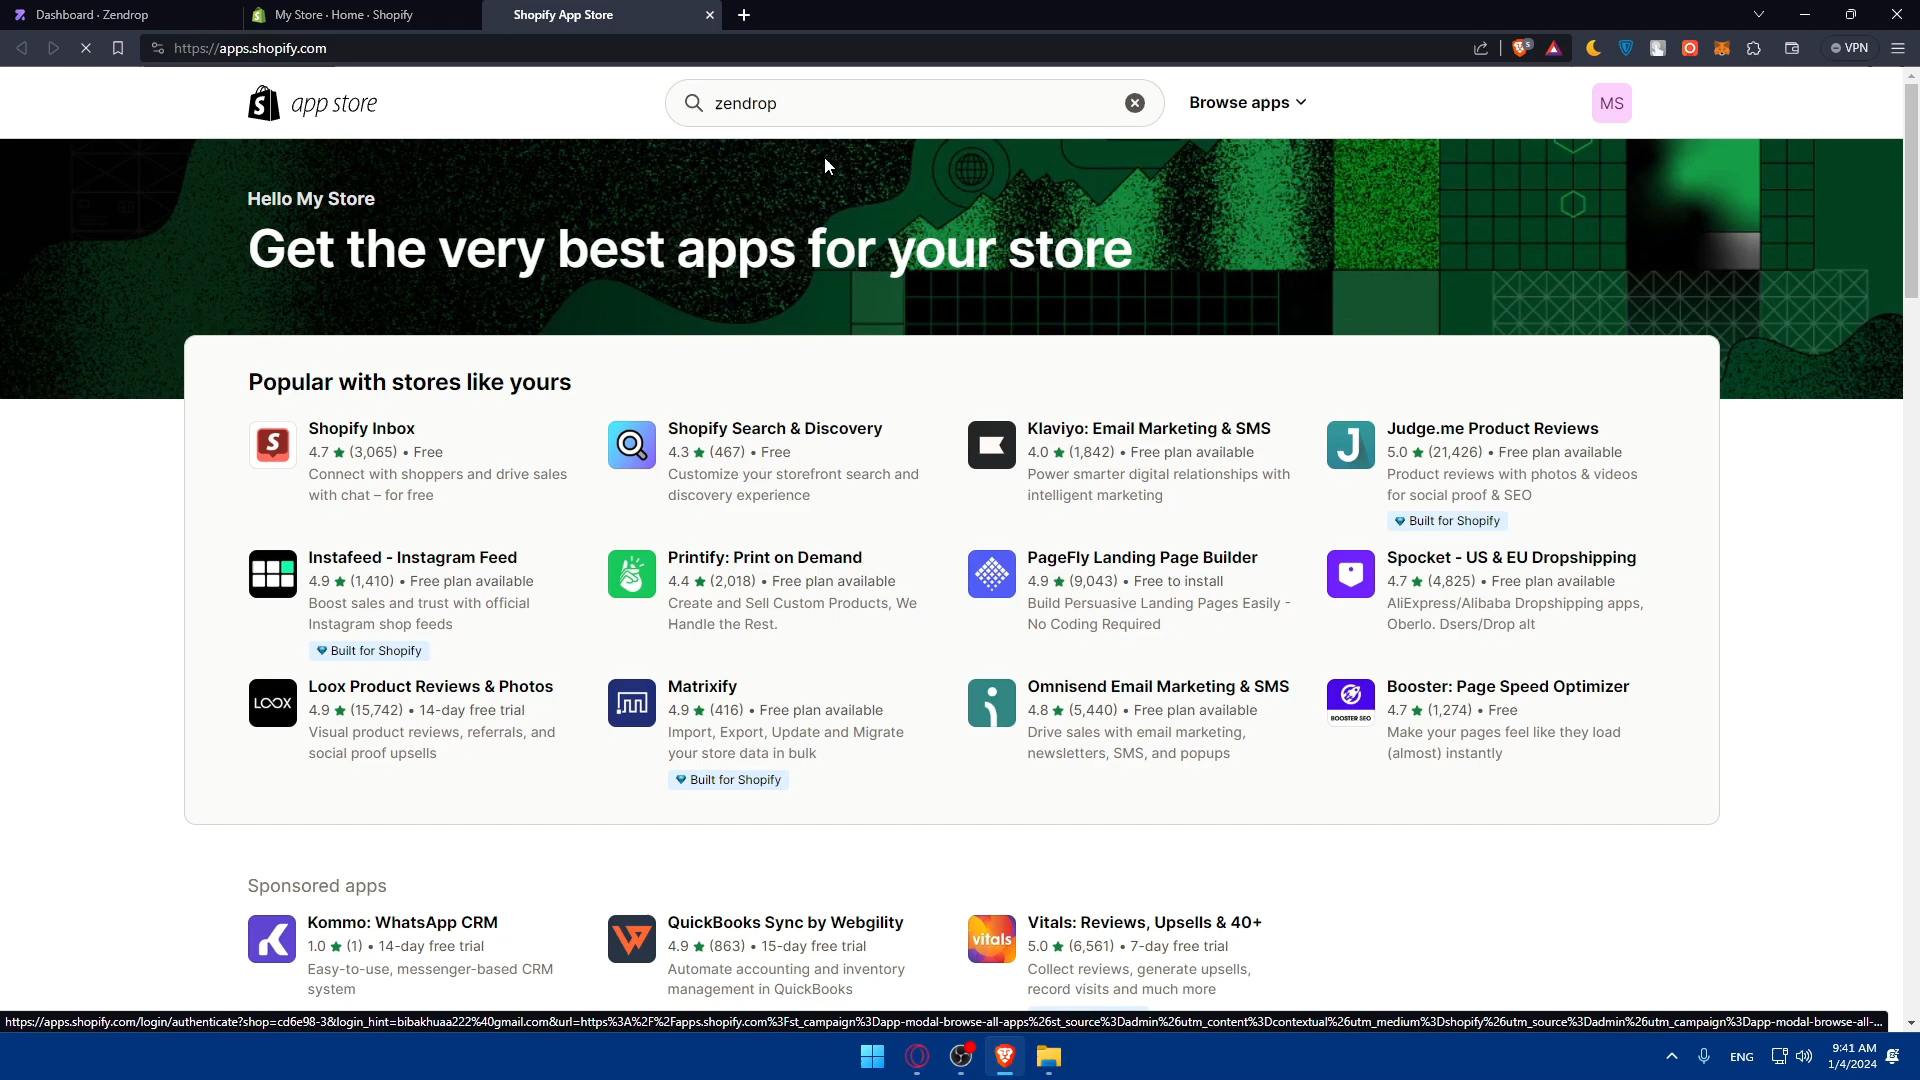 Dashboard · Zendrop
My Store · Home · Shopify
Shopify App Store
https://apps.shopify.com
VPN
app store
zendrop
Browse apps
MS
Hello My Store
Get the very best apps for your store
Popular with stores like yours
Shopify Inbox
4.7 ★ (3,065) • Free
Connect with shoppers and drive sales
with chat – for free
Shopify Search & Discovery
4.3 ★ (467) • Free
Customize your storefront search and
discovery experience
Klaviyo: Email Marketing & SMS
4.0 ★ (1,842) • Free plan available
Power smarter digital relationships with
intelligent marketing
Judge.me Product Reviews
5.0 ★ (21,426) • Free plan available
Product reviews with photos & videos
for social proof & SEO
Built for Shopify
Instafeed - Instagram Feed
4.9 ★ (1,410) • Free plan available
Boost sales and trust with official
Instagram shop feeds
Built for Shopify
Printify: Print on Demand
4.4 ★ (2,018) • Free plan available
Create and Sell Custom Products, We
Handle the Rest.
PageFly Landing Page Builder
4.9 ★ (9,043) • Free to install
Build Persuasive Landing Pages Easily -
No Coding Required
Spocket - US & EU Dropshipping
4.7 ★ (4,825) • Free plan available
AliExpress/Alibaba Dropshipping apps,
Oberlo. Dsers/Drop alt
LOOX
Loox Product Reviews & Photos
4.9 ★ (15,742) • 14-day free trial
Visual product reviews, referrals, and
social proof upsells
Matrixify
4.9 ★ (416) • Free plan available
Import, Export, Update and Migrate
your store data in bulk
Built for Shopify
Omnisend Email Marketing & SMS
4.8 ★ (5,440) • Free plan available
Drive sales with email marketing,
newsletters, SMS, and popups
BOOSTER SEO
Booster: Page Speed Optimizer
4.7 ★ (1,274) • Free
Make your pages feel like they load
(almost) instantly
Sponsored apps
Kommo: WhatsApp CRM
1.0 ★ (1) • 14-day free trial
Easy-to-use, messenger-based CRM
system
QuickBooks Sync by Webgility
4.9 ★ (863) • 15-day free trial
Automate accounting and inventory
management in QuickBooks
vitals
Vitals: Reviews, Upsells & 40+
5.0 ★ (6,561) • 7-day free trial
Collect reviews, generate upsells,
record visits and much more
https://apps.shopify.com/login/authenticate?shop=cd6e98-3&login_hint=bibakhuaa222%40gmail.com&url=https%3A%2F%2Fapps.shopify.com%3Fst_campaign%3Dapp-modal-browse-all-apps%26st_source%3Dadmin%26utm_content%3Dcontextual%26utm_medium%3Dshopify%26utm_source%3Dadmin%26utm_campaign%3Dapp-modal-browse-all-...
ENG
9:41 AM
1/4/2024